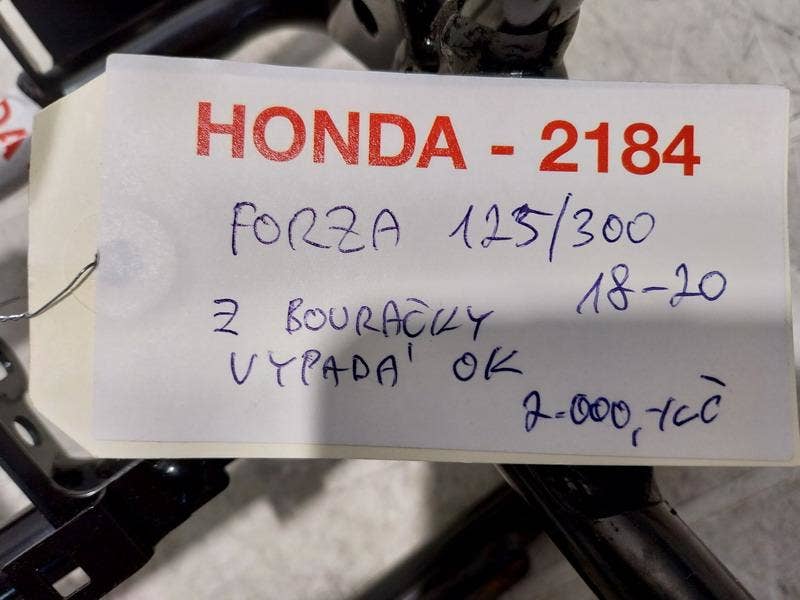 HONDA - 2184
FORZA 125/300
18-20
Z BOURAČKY
VYPADÁ OK
2.000,-KČ